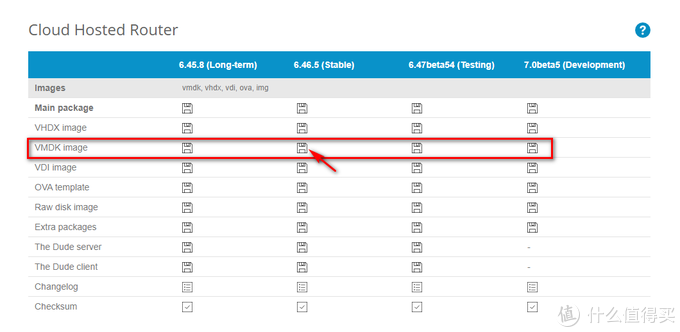 Cloud Hosted Router
?
6.45.8 (Long-term) 6.46.5 (Stable) 6.47beta54 (Testing) 7.0beta5 (Development)
Images vmdk, vhdx, vdi, ova, img
Main package
VHDX image
VMDK image
VDI image
OVA template
Raw disk image
Extra packages
The Dude server -
The Dude client -
Changelog
Checksum
值 什么值得买